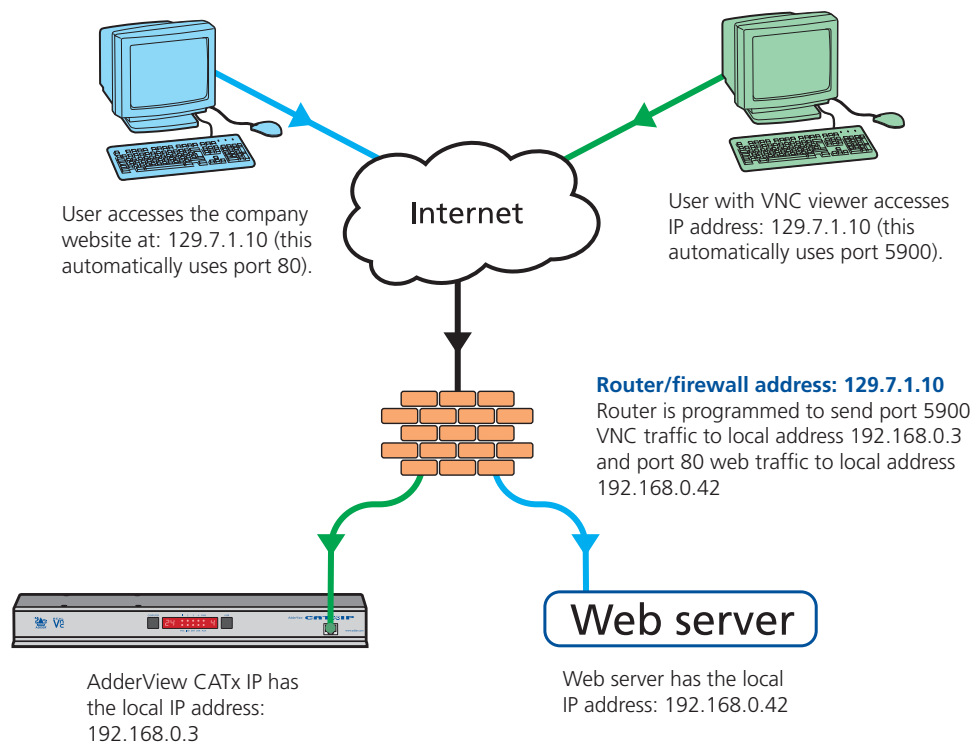 User accesses the company
website at: 129.7.1.10 (this
automatically uses port 80).
Internet
User with VNC viewer accesses
IP address: 129.7.1.10 (this
automatically uses port 5900).
Router/firewall address: 129.7.1.10
Router is programmed to send port 5900
VNC traffic to local address 192.168.0.3
and port 80 web traffic to local address
192.168.0.42
24 4
CATx IP
Web server
AdderView CATx IP has
the local IP address:
192.168.0.3
Web server has the local
IP address: 192.168.0.42